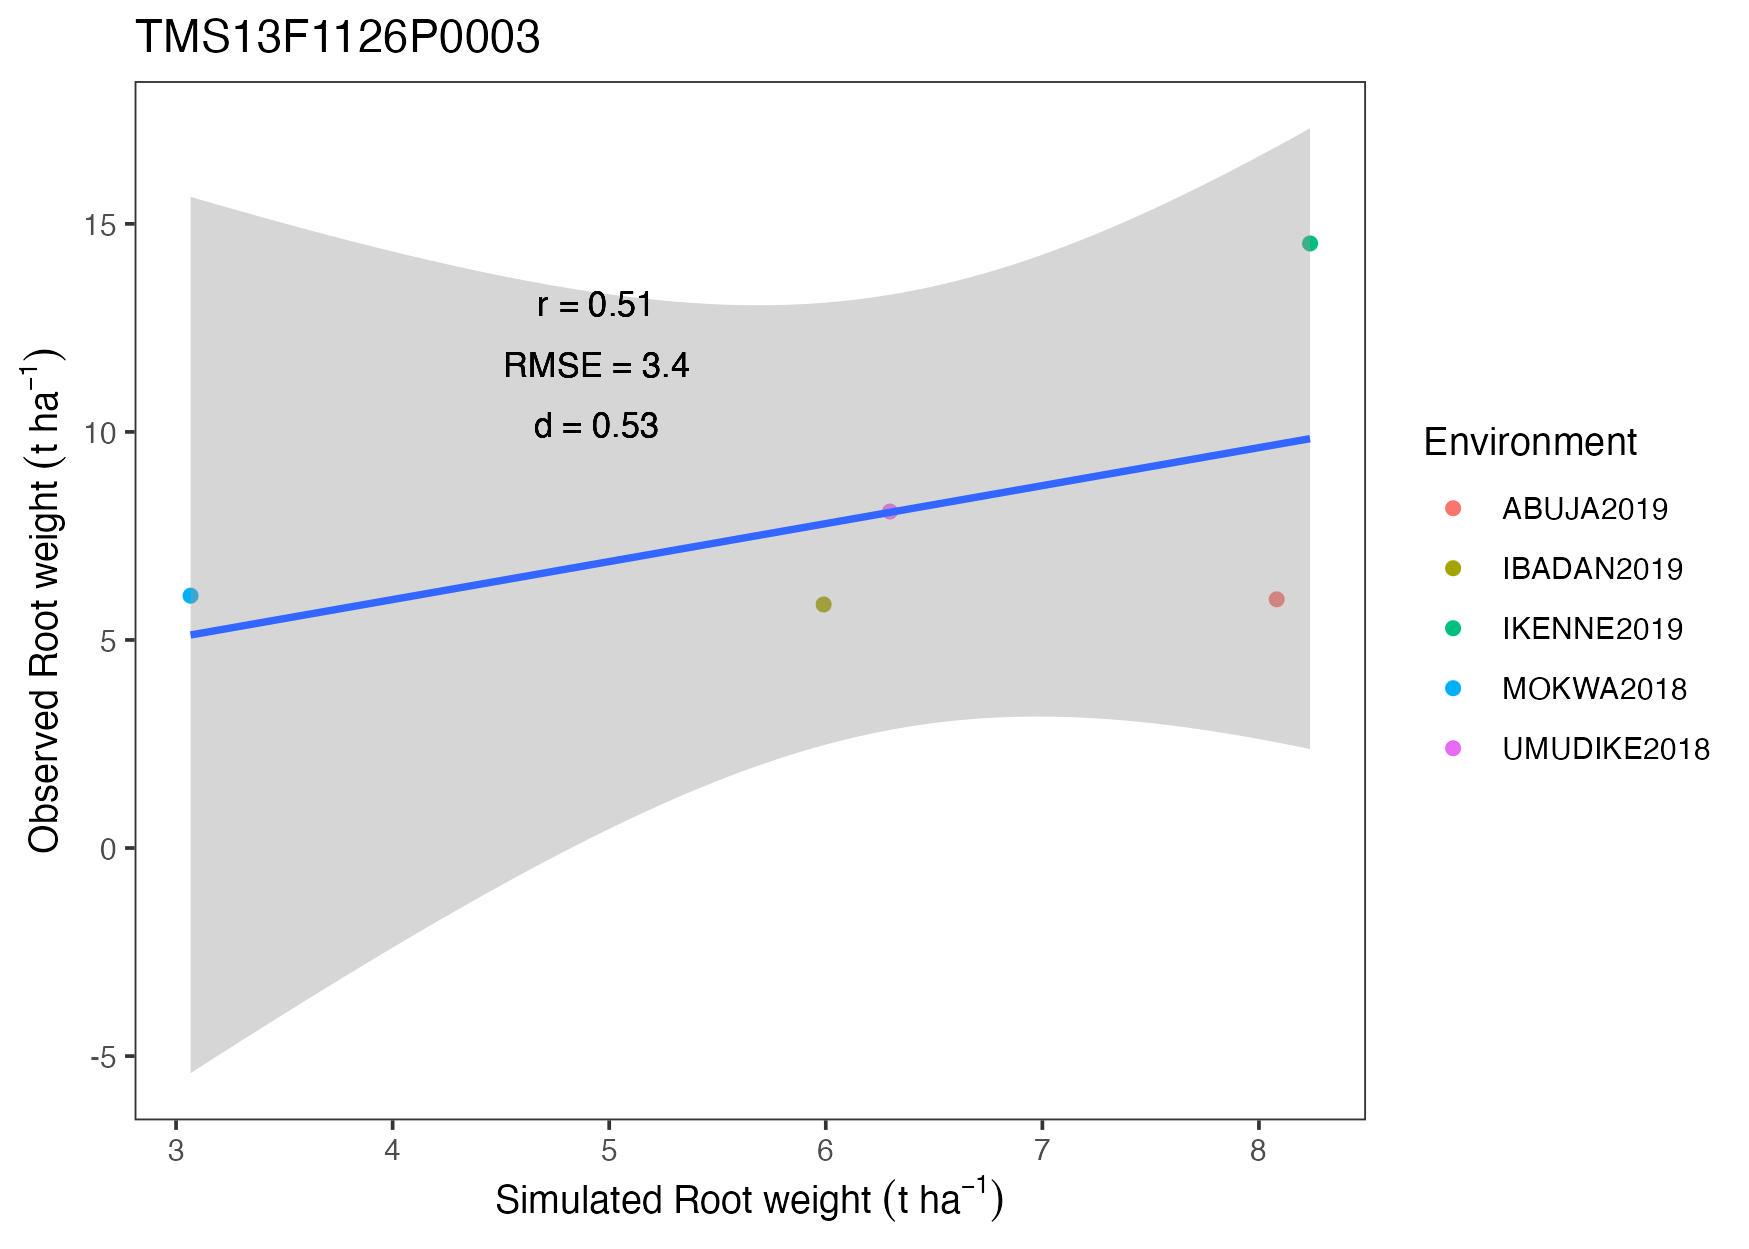 TMS13F1126P0003
15
10
5
0
-5
Observed Root weight (t ha⁻¹)
r = 0.51
RMSE = 3.4
d = 0.53
3 4 5 6 7 8
Simulated Root weight (t ha⁻¹)
Environment
ABUJA2019
IBADAN2019
IKENNE2019
MOKWA2018
UMUDIKE2018